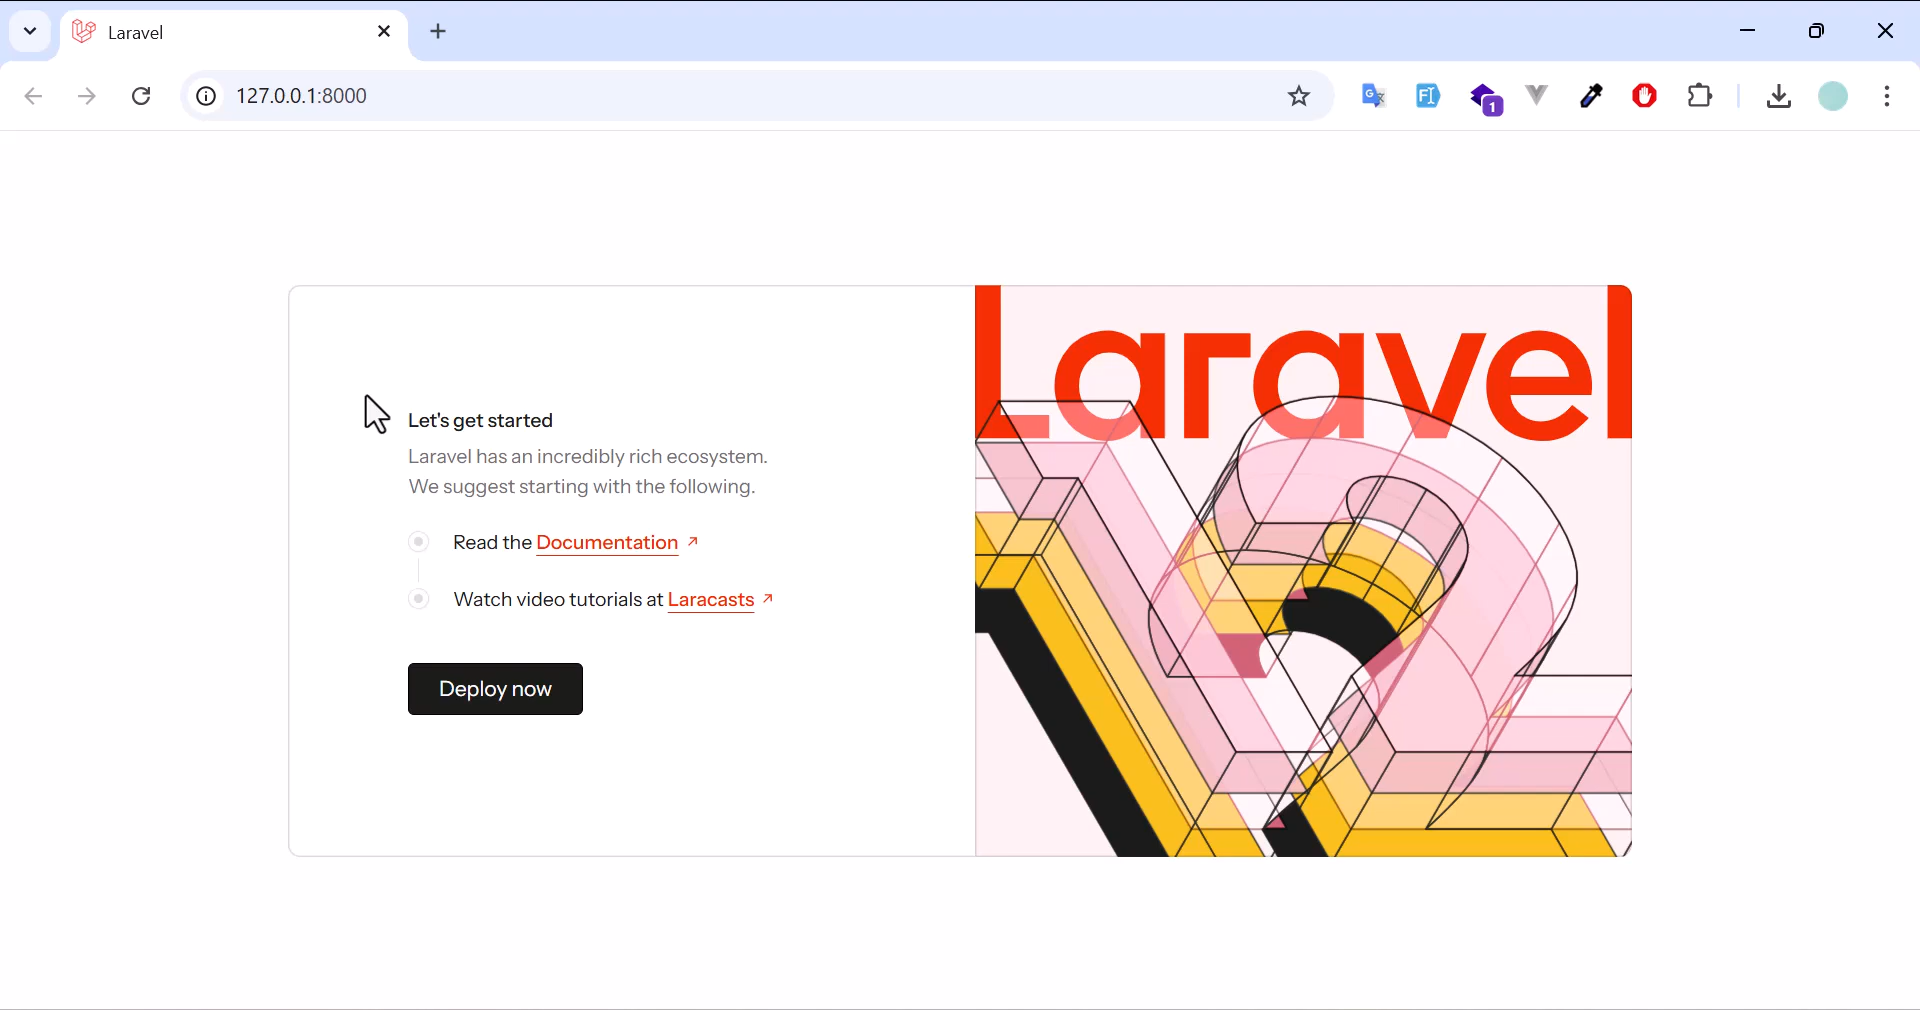 Laravel
127.0.0.1:8000
1
Let's get started
Laravel has an incredibly rich ecosystem.
We suggest starting with the following.
Read the Documentation
Watch video tutorials at Laracasts
Deploy now
Laravel